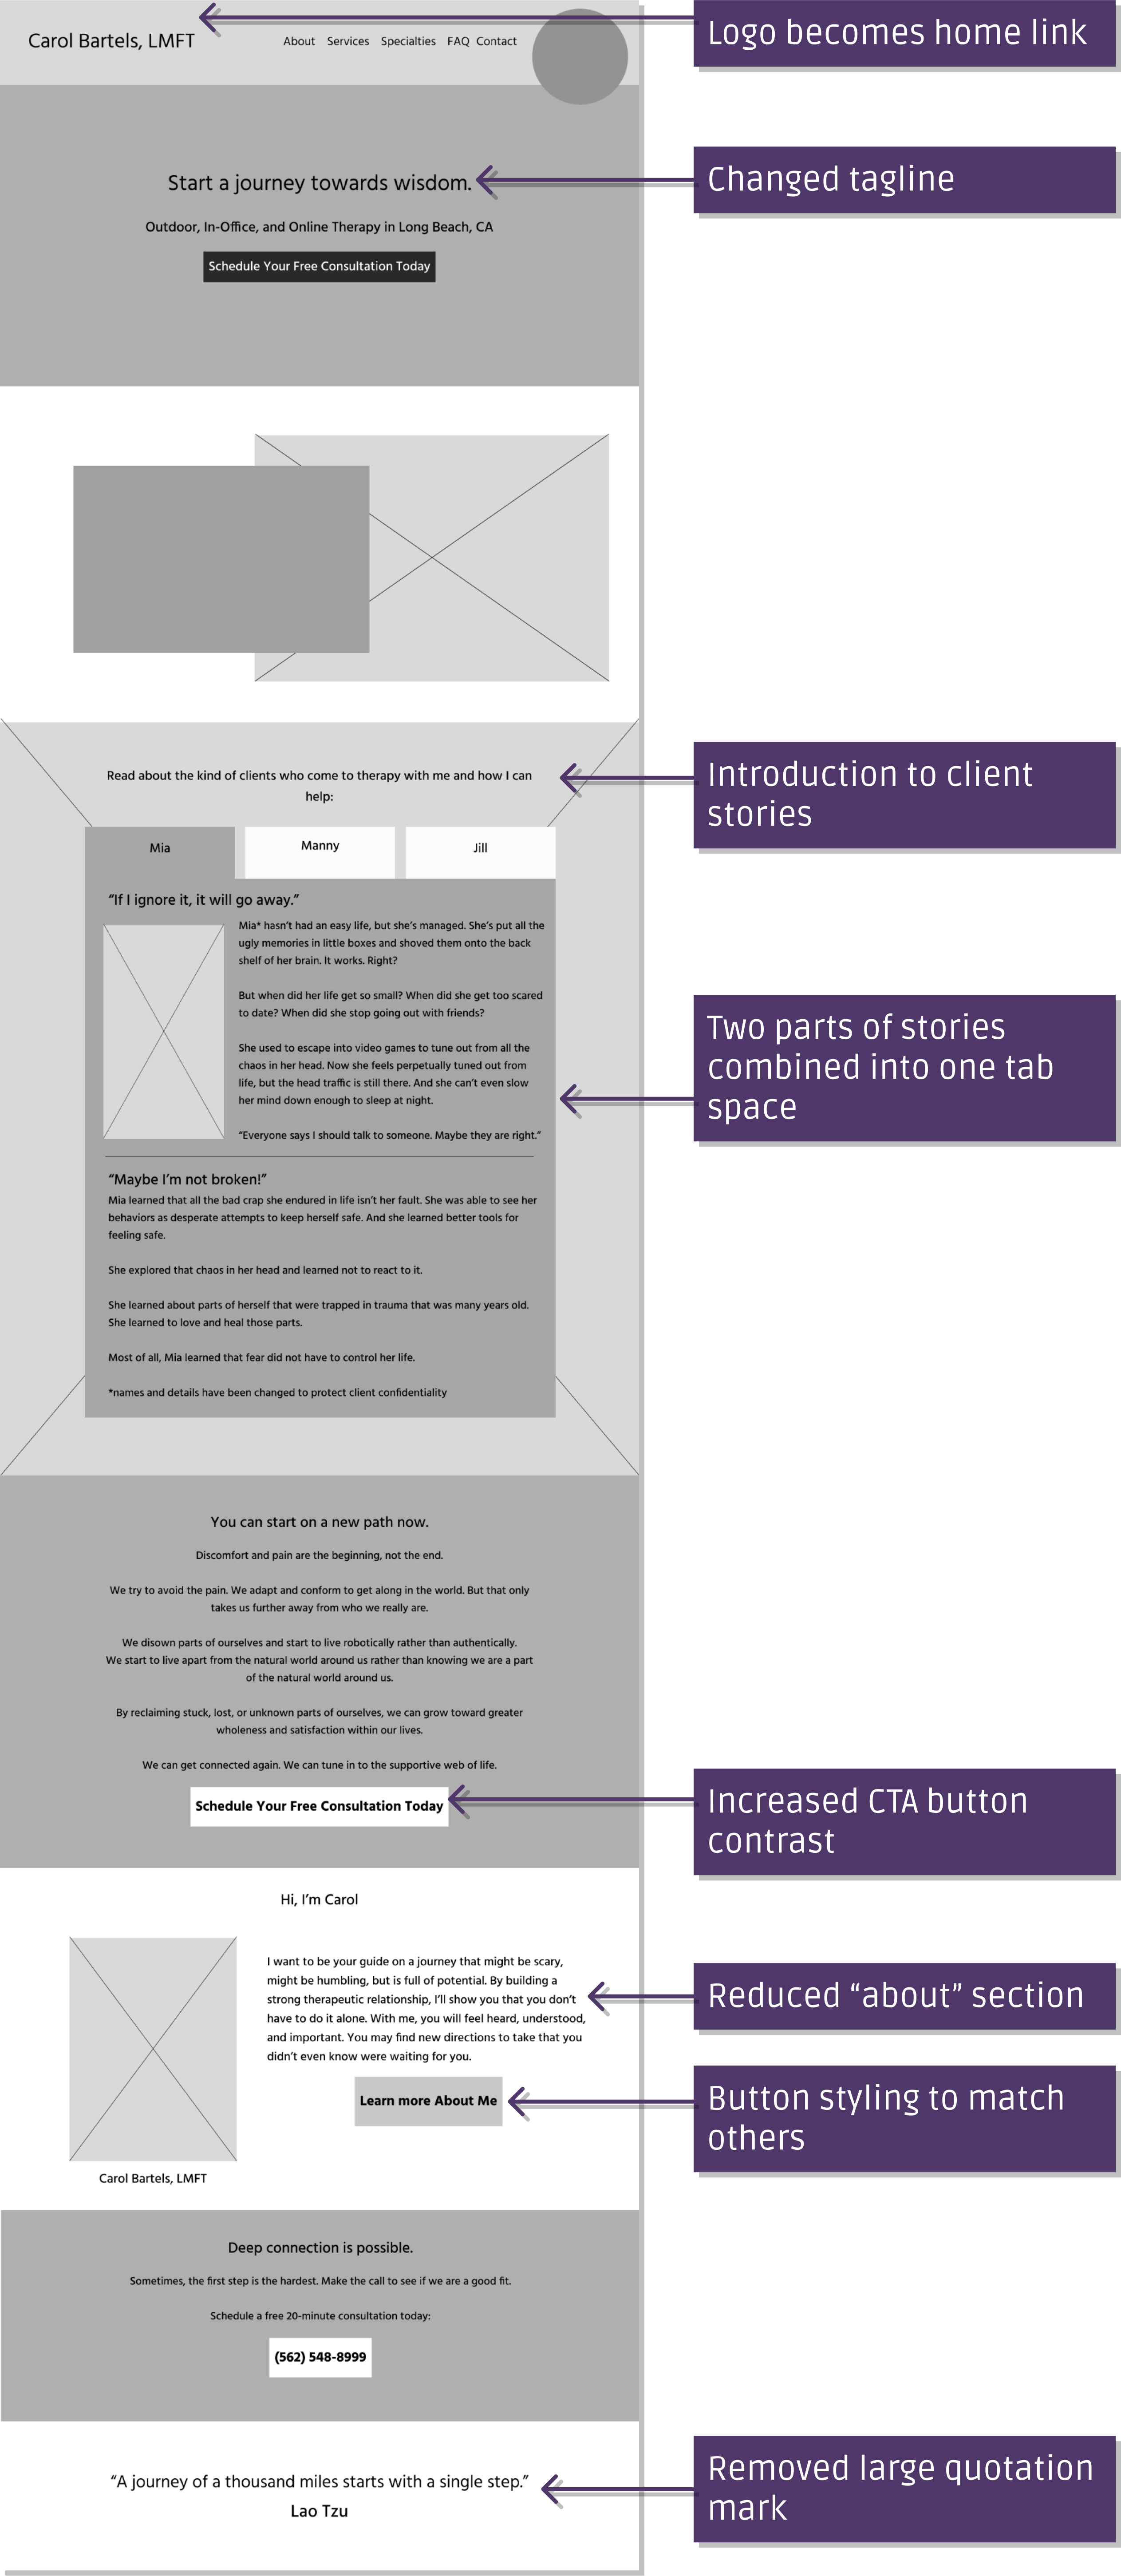 Carol Bartels, LMFT
About Services Specialties FAQ Contact
Logo becomes home link
Start a journey towards wisdom.
Changed tagline
Outdoor, In-Office, and Online Therapy in Long Beach, CA
Schedule Your Free Consultation Today
Read about the kind of clients who come to therapy with me and how I can
help:
Introduction to client
stories
Mia
Manny
Jill
“If I ignore it, it will go away.”
Mia* hasn’t had an easy life, but she’s managed. She’s put all the
ugly memories in little boxes and shoved them onto the back
shelf of her brain. It works. Right?
But when did her life get so small? When did she get too scared
to date? When did she stop going out with friends?
She used to escape into video games to tune out from all the
chaos in her head. Now she feels perpetually tuned out from
life, but the head traffic is still there. And she can’t even slow
her mind down enough to sleep at night.
“Everyone says I should talk to someone. Maybe they are right.”
Two parts of stories
combined into one tab
space
“Maybe I’m not broken!”
Mia learned that all the bad crap she endured in life isn’t her fault. She was able to see her
behaviors as desperate attempts to keep herself safe. And she learned better tools for
feeling safe.
She explored that chaos in her head and learned not to react to it.
She learned about parts of herself that were trapped in trauma that was many years old.
She learned to love and heal those parts.
Most of all, Mia learned that fear did not have to control her life.
*names and details have been changed to protect client confidentiality
You can start on a new path now.
Discomfort and pain are the beginning, not the end.
We try to avoid the pain. We adapt and conform to get along in the world. But that only
takes us further away from who we really are.
We disown parts of ourselves and start to live robotically rather than authentically.
We start to live apart from the natural world around us rather than knowing we are a part
of the natural world around us.
By reclaiming stuck, lost, or unknown parts of ourselves, we can grow toward greater
wholeness and satisfaction within our lives.
We can get connected again. We can tune in to the supportive web of life.
Schedule Your Free Consultation Today
Increased CTA button
contrast
Hi, I’m Carol
I want to be your guide on a journey that might be scary,
might be humbling, but is full of potential. By building a
strong therapeutic relationship, I’ll show you that you don’t
have to do it alone. With me, you will feel heard, understood,
and important. You may find new directions to take that you
didn’t even know were waiting for you.
Reduced “about” section
Learn more About Me
Button styling to match
others
Carol Bartels, LMFT
Deep connection is possible.
Sometimes, the first step is the hardest. Make the call to see if we are a good fit.
Schedule a free 20-minute consultation today:
(562) 548-8999
“A journey of a thousand miles starts with a single step.”
Lao Tzu
Removed large quotation
mark